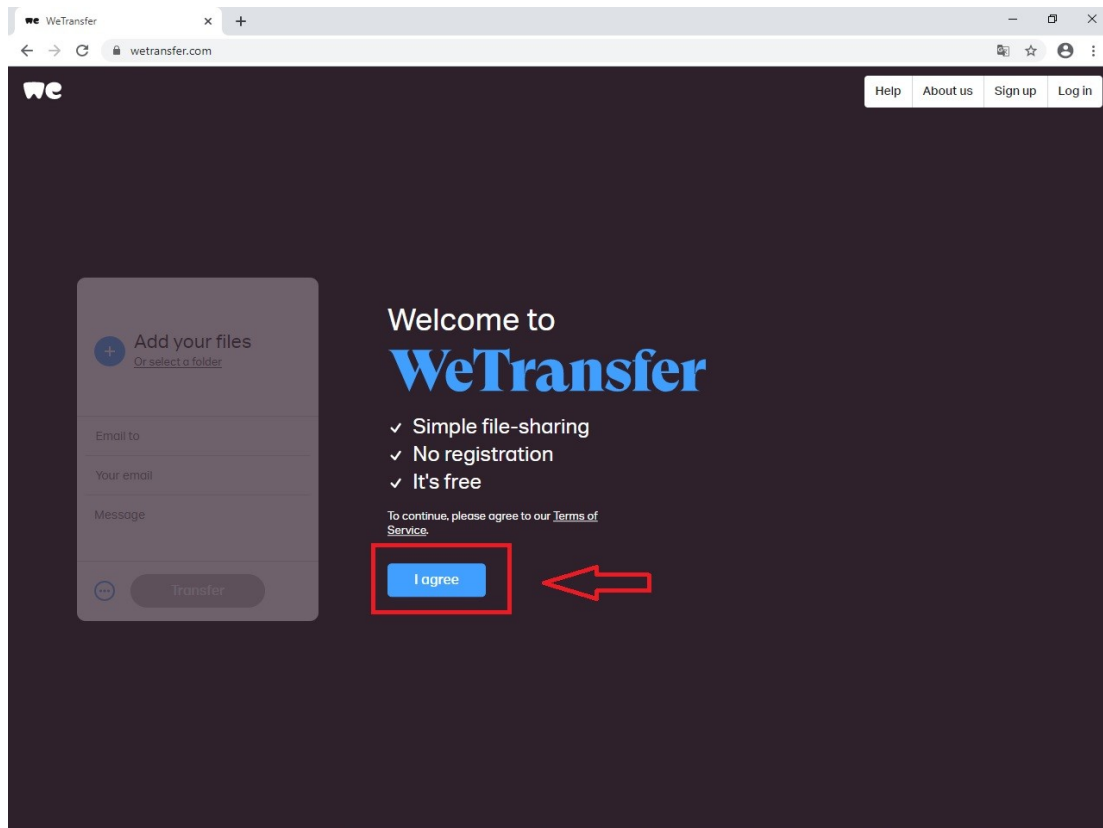 we WeTransfer
wetransfer.com
we
Help About us Sign up Log in
Add your files
Or select a folder
Email to
Your email
Message
Transfer
Welcome to
WeTransfer
Simple file-sharing
No registration
It's free
To continue, please agree to our Terms of
Service.
I agree